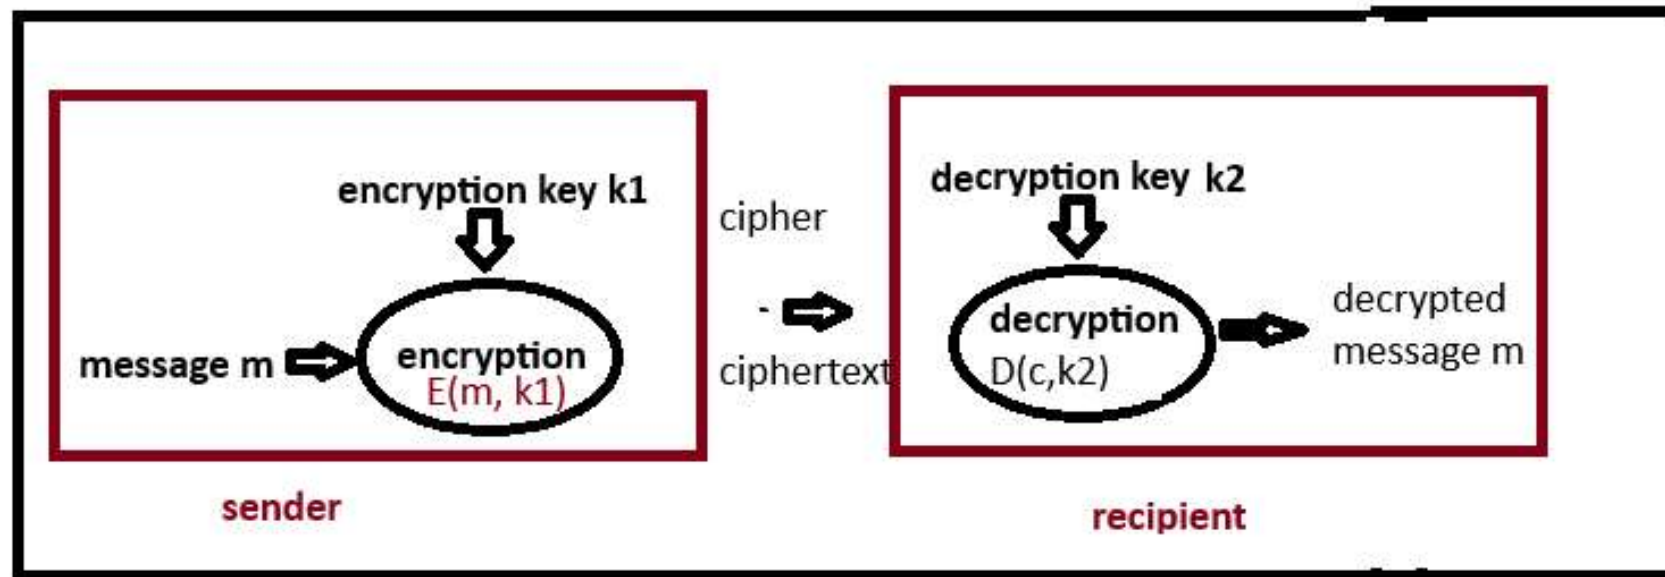 encryption key k1
message m
encryption
E(m, k1)
sender
cipher
-
ciphertext
decryption key k2
decryption
D(c,k2)
decrypted
message m
recipient